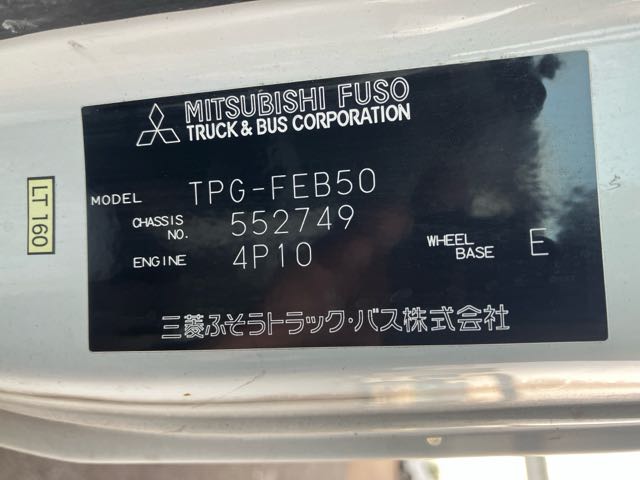 MITSUBISHI FUSO
TRUCK & BUS CORPORATION
MODEL TPG-FEB50
CHASSIS NO. 552749
ENGINE 4P10 WHEEL BASE E
三菱ふそうトラック・バス株式会社
LT 160